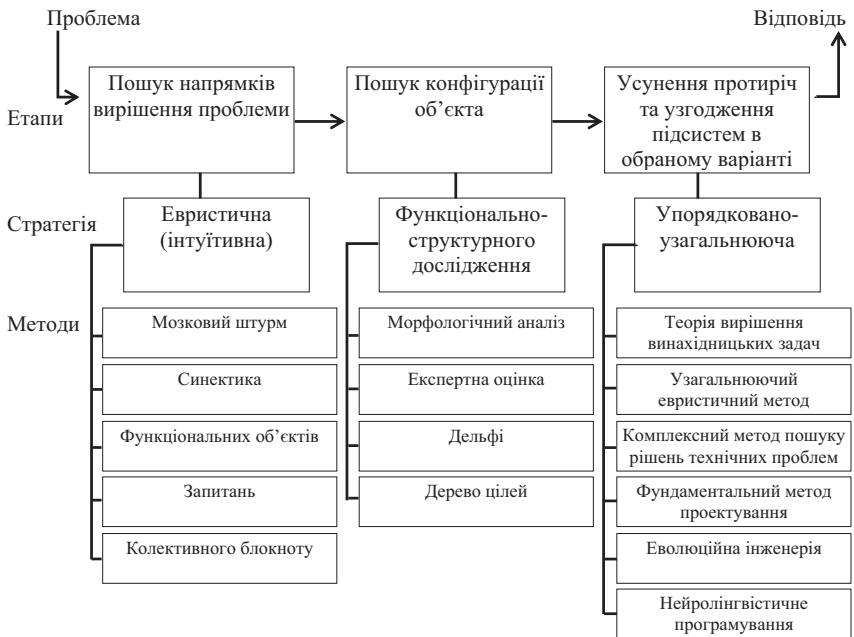 Проблема
Відповідь
Етапи
Пошук напрямків
вирішення проблеми
Пошук конфігурації
об’єкта
Усунення протиріч
та узгодження
підсистем в
обраному варіанті
Стратегія
Евристична
(інтуїтивна)
Функціонально-
структурного
дослідження
Упорядковано-
узагальнююча
Методи
Мозковий штурм
Синектика
Функціональних об’єктів
Запитань
Колективного блокноту
Морфологічний аналіз
Експертна оцінка
Дельфі
Дерево цілей
Теорія вирішення
винахідницьких задач
Узагальнюючий
евристичний метод
Комплексний метод пошуку
рішень технічних проблем
Фундаментальний метод
проектування
Еволюційна інженерія
Нейролінгвістичне
програмування